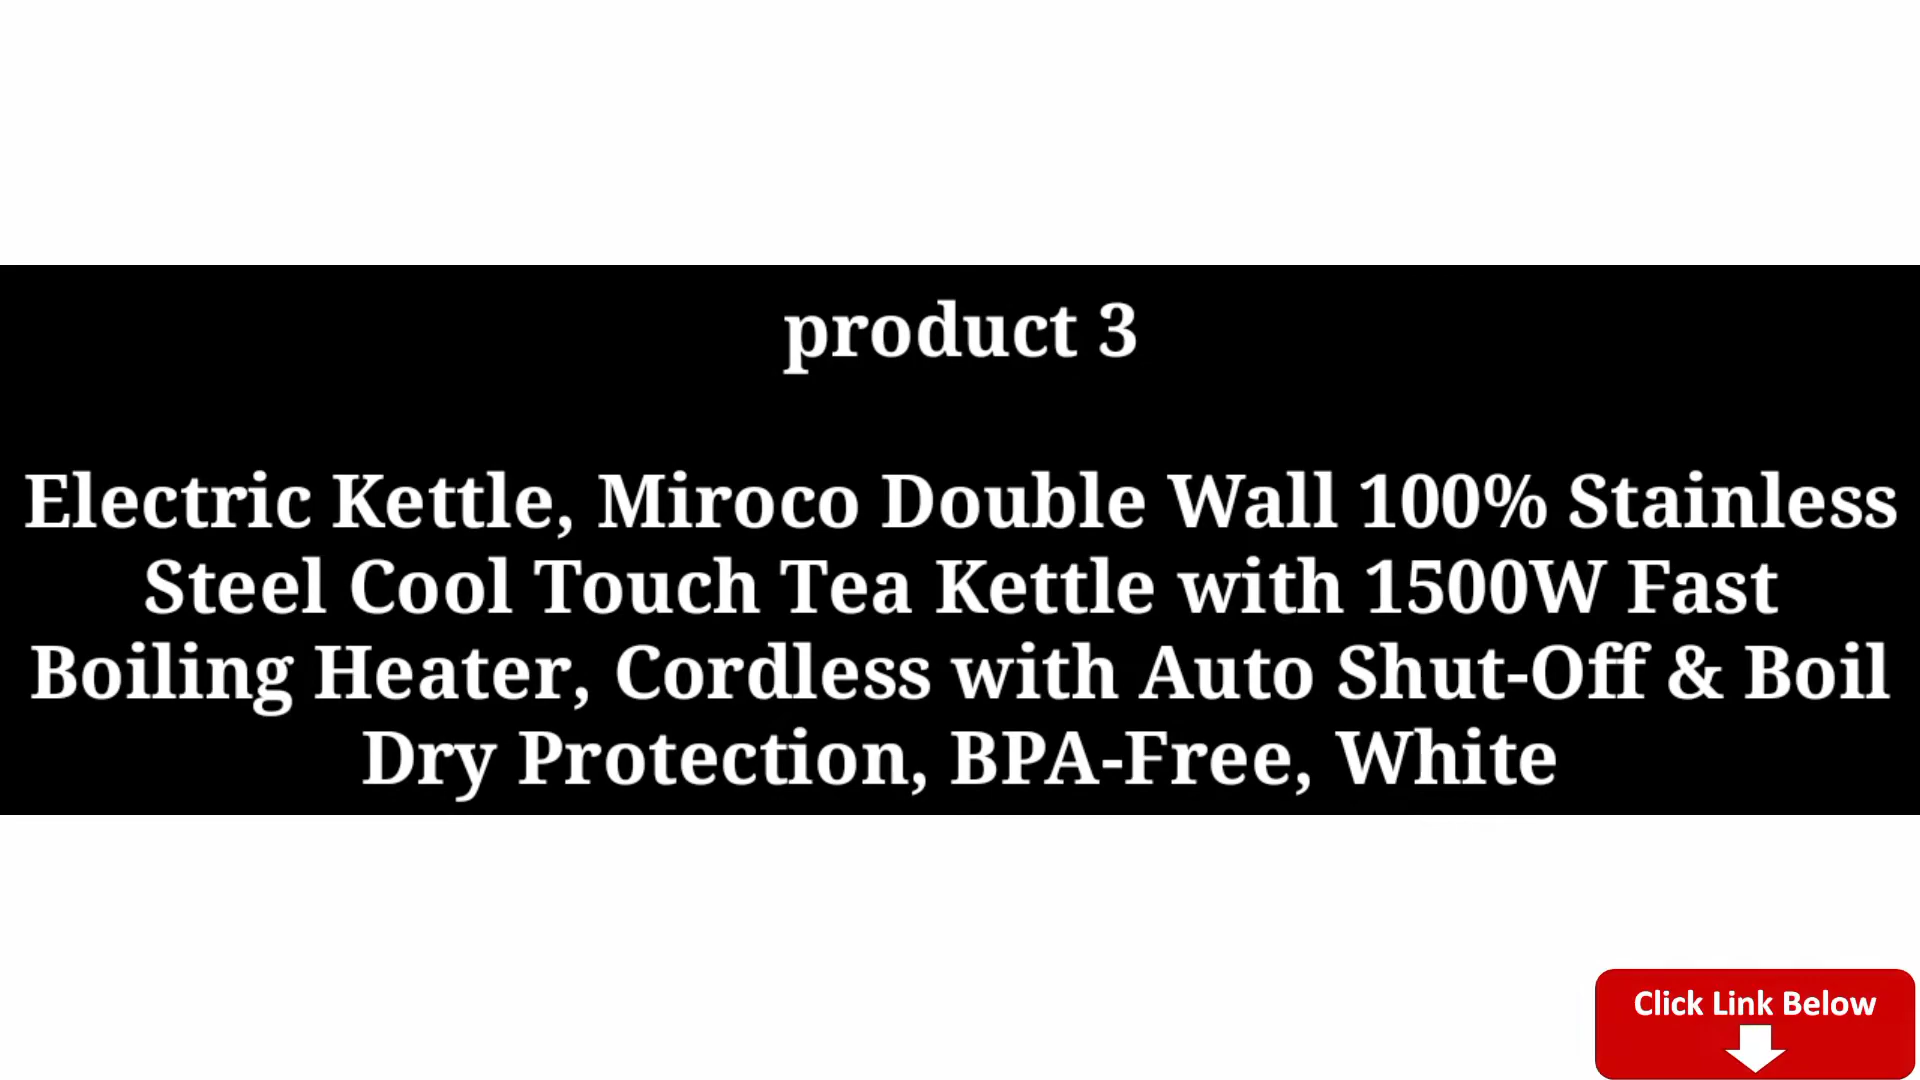 product 3
Electric Kettle, Miroco Double Wall 100% Stainless
Steel Cool Touch Tea Kettle with 1500W Fast
Boiling Heater, Cordless with Auto Shut-Off & Boil
Dry Protection, BPA-Free, White
Click Link Below